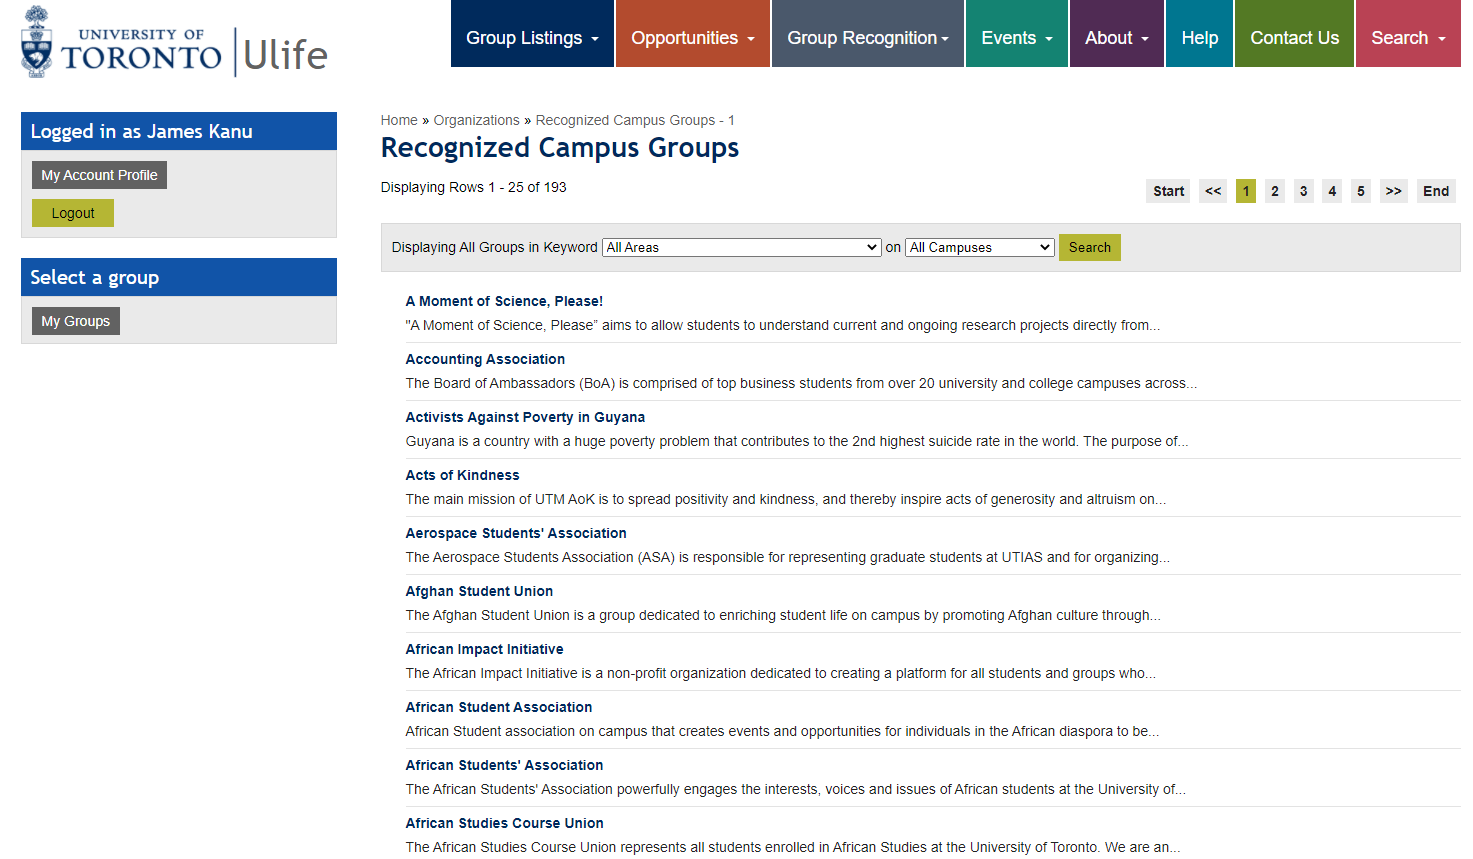 UNIVERSITY OF
TORONTO
Ulife
Group Listings
Opportunities
Group Recognition
Events
About
Help
Contact Us
Search
Logged in as James Kanu
My Account Profile
Logout
Select a group
My Groups
Home » Organizations » Recognized Campus Groups - 1
Recognized Campus Groups
Displaying Rows 1 - 25 of 193
Start << 1 2 3 4 5 >> End
Displaying All Groups in Keyword All Areas on All Campuses Search
A Moment of Science, Please!
"A Moment of Science, Please” aims to allow students to understand current and ongoing research projects directly from...
Accounting Association
The Board of Ambassadors (BoA) is comprised of top business students from over 20 university and college campuses across...
Activists Against Poverty in Guyana
Guyana is a country with a huge poverty problem that contributes to the 2nd highest suicide rate in the world. The purpose of...
Acts of Kindness
The main mission of UTM AoK is to spread positivity and kindness, and thereby inspire acts of generosity and altruism on...
Aerospace Students' Association
The Aerospace Students Association (ASA) is responsible for representing graduate students at UTIAS and for organizing...
Afghan Student Union
The Afghan Student Union is a group dedicated to enriching student life on campus by promoting Afghan culture through...
African Impact Initiative
The African Impact Initiative is a non-profit organization dedicated to creating a platform for all students and groups who...
African Student Association
African Student association on campus that creates events and opportunities for individuals in the African diaspora to be...
African Students' Association
The African Students' Association powerfully engages the interests, voices and issues of African students at the University of...
African Studies Course Union
The African Studies Course Union represents all students enrolled in African Studies at the University of Toronto. We are an...